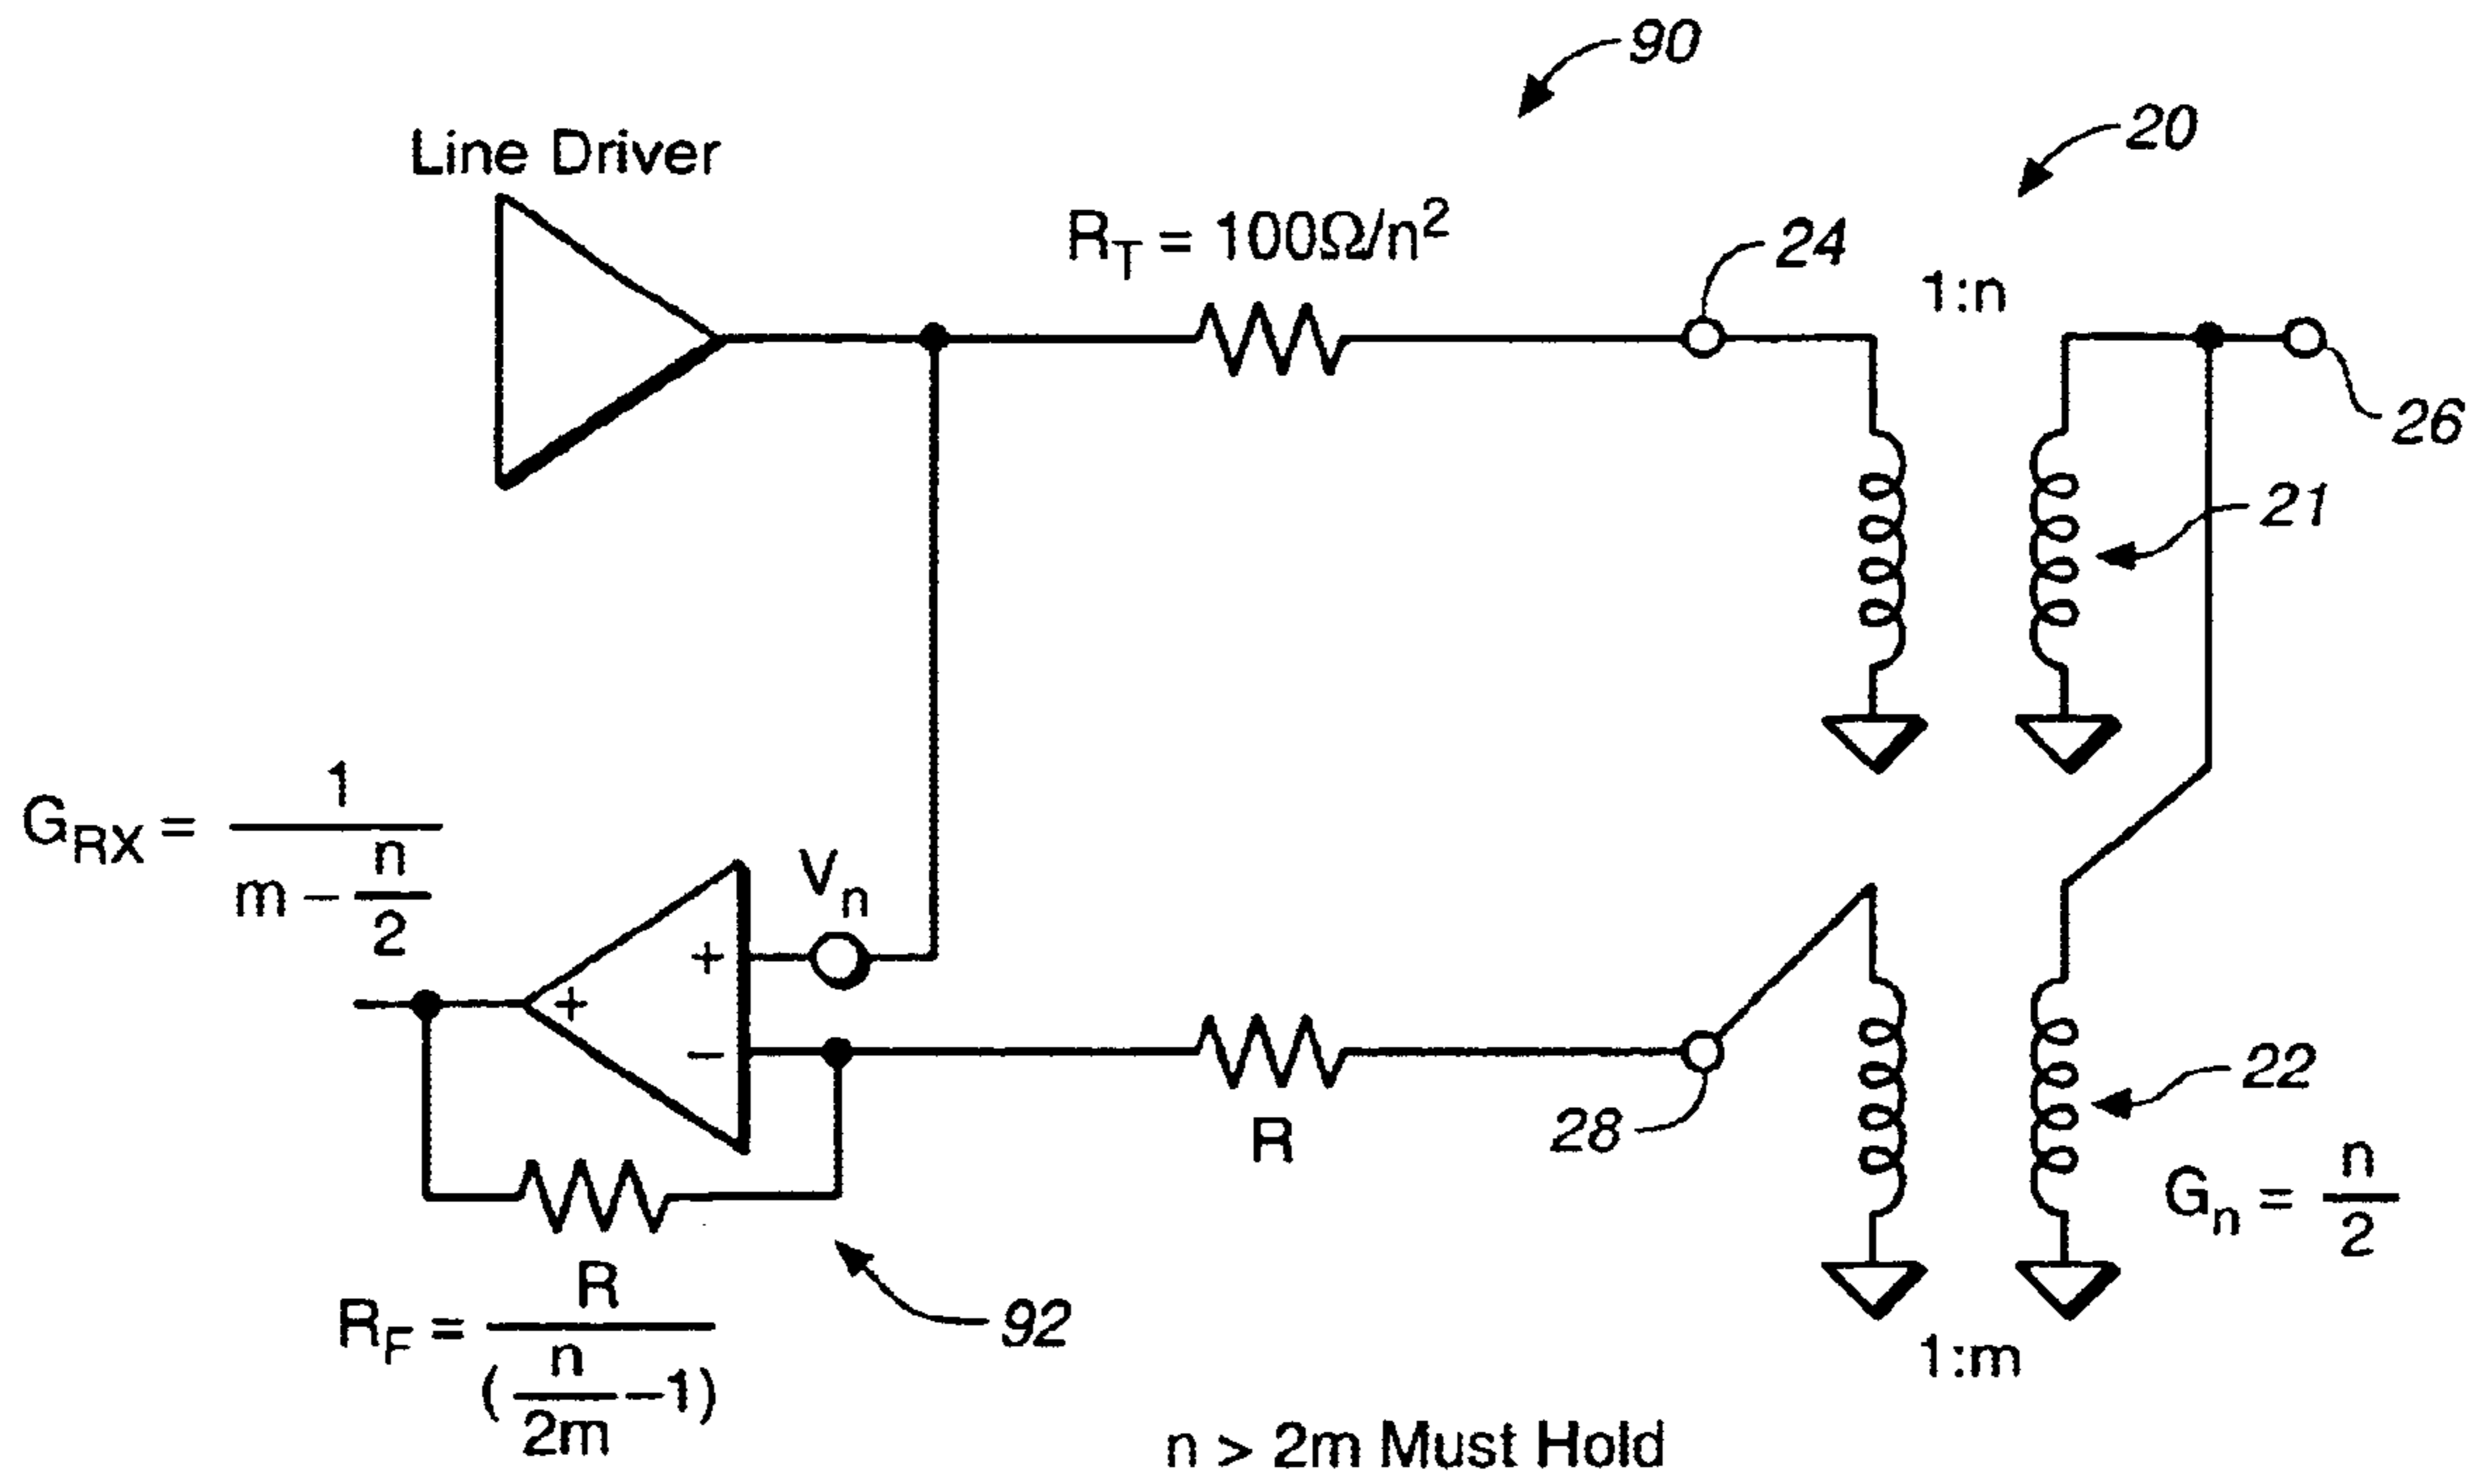 90
20
Line Driver
R_T = 100Ω/n²
24
1:n
26
21
G_RX = 1 / (m – n/2)
V_n
+
+
–
28
R
22
G_n = n/2
R_F = R / (n/2m – 1)
92
1:m
n > 2m Must Hold